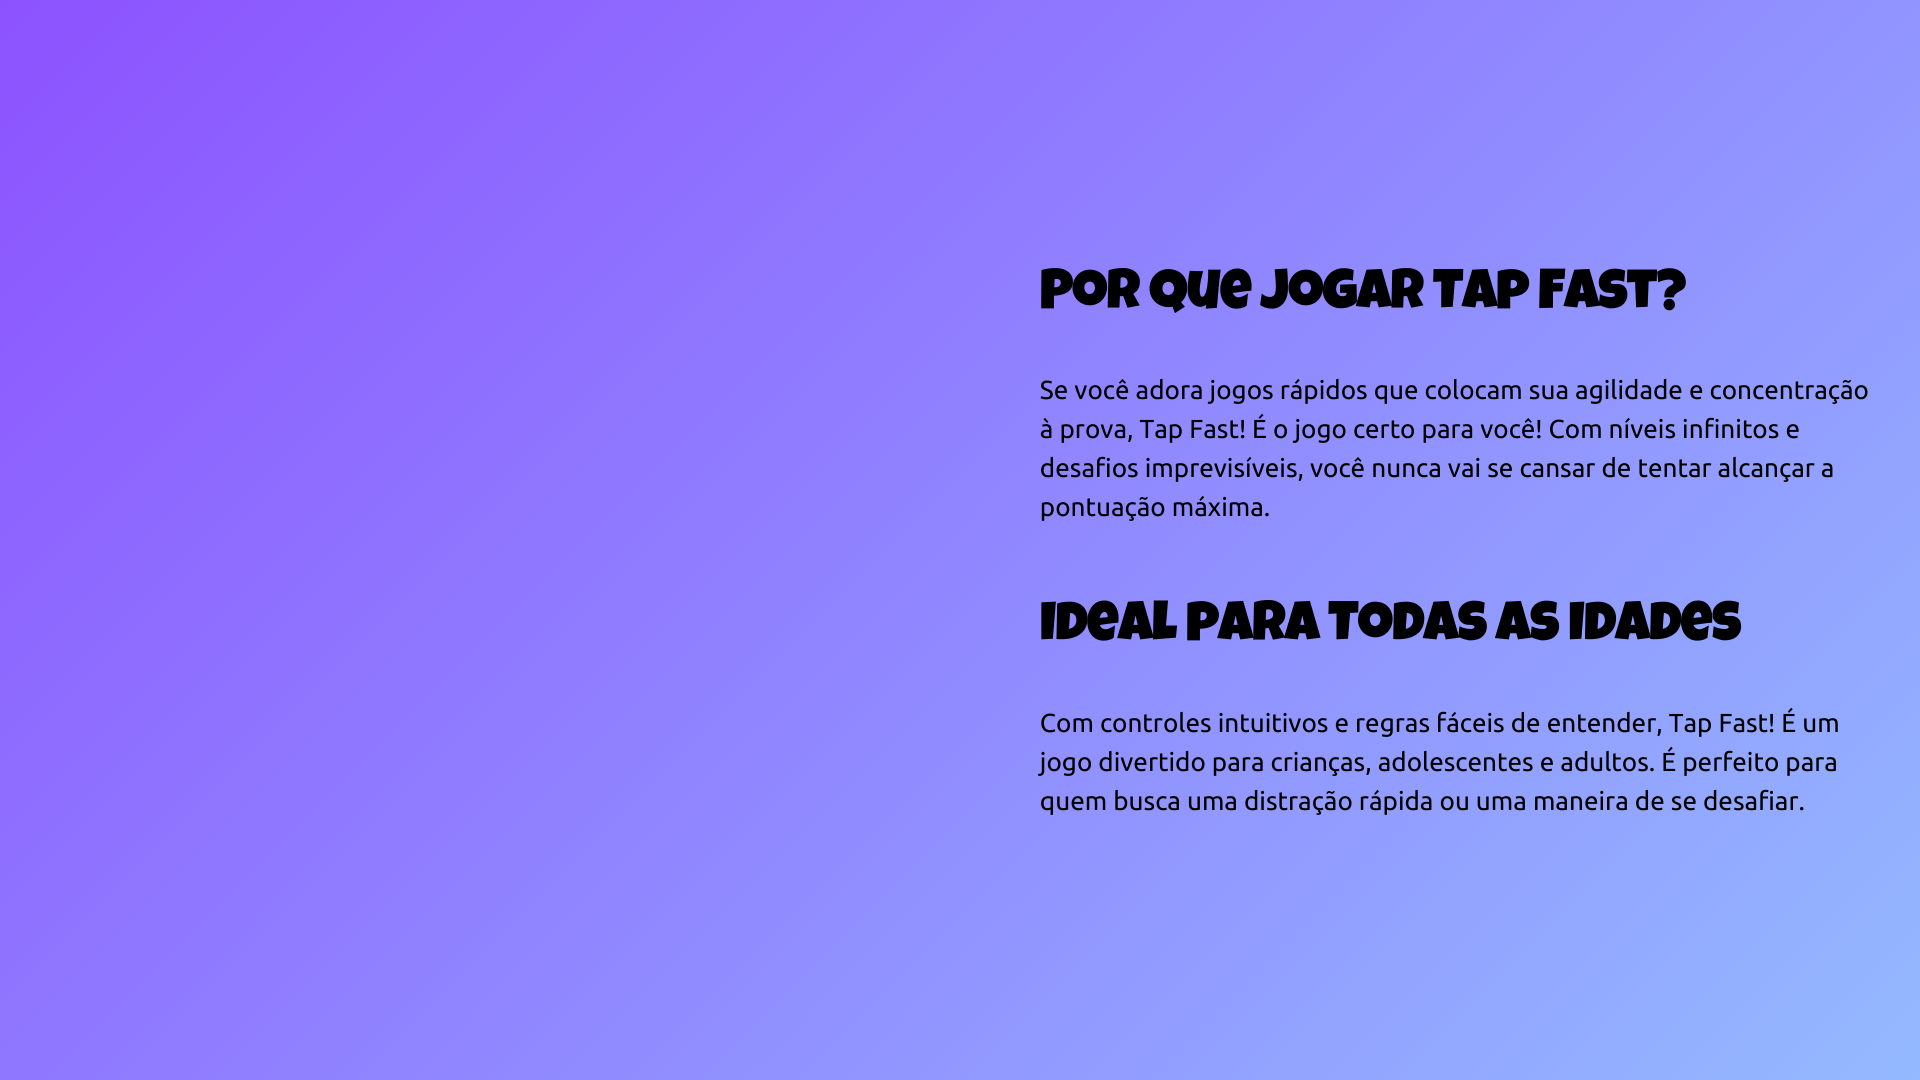 Por que jogar Tap Fast?
Se você adora jogos rápidos que colocam sua agilidade e concentração
à prova, Tap Fast! É o jogo certo para você! Com níveis infinitos e
desafios imprevisíveis, você nunca vai se cansar de tentar alcançar a
pontuação máxima.
Ideal para todas as idades
Com controles intuitivos e regras fáceis de entender, Tap Fast! É um
jogo divertido para crianças, adolescentes e adultos. É perfeito para
quem busca uma distração rápida ou uma maneira de se desafiar.